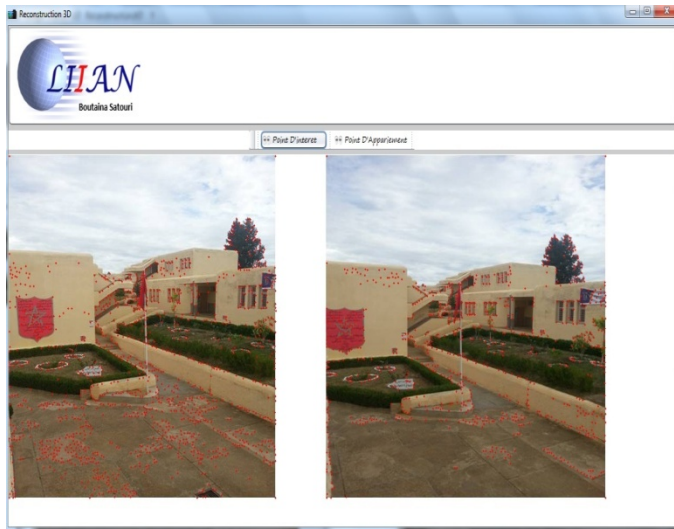 Reconstruction 3D
LIIAN
Boutaina Satouri
Point D'interet
Point D'Appariement